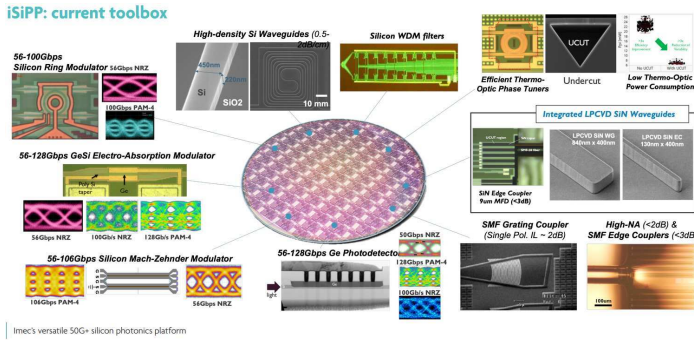 iSiPP: current toolbox
High-density Si Waveguides (0.5-
2dB/cm)
450nm
220nm
Si
SiO2
10 mm
Silicon WDM filters
Efficient Thermo-
Optic Phase Tuners
UCUT
Undercut
No UCUT
With UCUT
Low Thermo-Optic
Power Consumption
56-100Gbps
Silicon Ring Modulator
56Gbps NRZ
100Gbps PAM-4
Integrated LPCVD SiN Waveguides
UCUT region
SiN Edge Coupler
9um MFD (<3dB)
LPCVD SiN WG
840nm x 400nm
LPCVD SiN EC
130nm x 400nm
56-128Gbps GeSi Electro-Absorption Modulator
Poly Si
taper
Ge
56Gbps NRZ
100Gb/s NRZ
128Gb/s PAM-4
56-106Gbps Silicon Mach-Zehnder Modulator
106Gbps PAM-4
56Gbps NRZ
56-128Gbps Ge Photodetector
light
50Gbps NRZ
128Gbps PAM-4
100Gb/s NRZ
100Gbps NRZ
SMF Grating Coupler
(Single Pol. IL ~ 2dB)
High-NA (<2dB) &
SMF Edge Couplers (<3dB
100um
Imec's versatile 50G+ silicon photonics platform